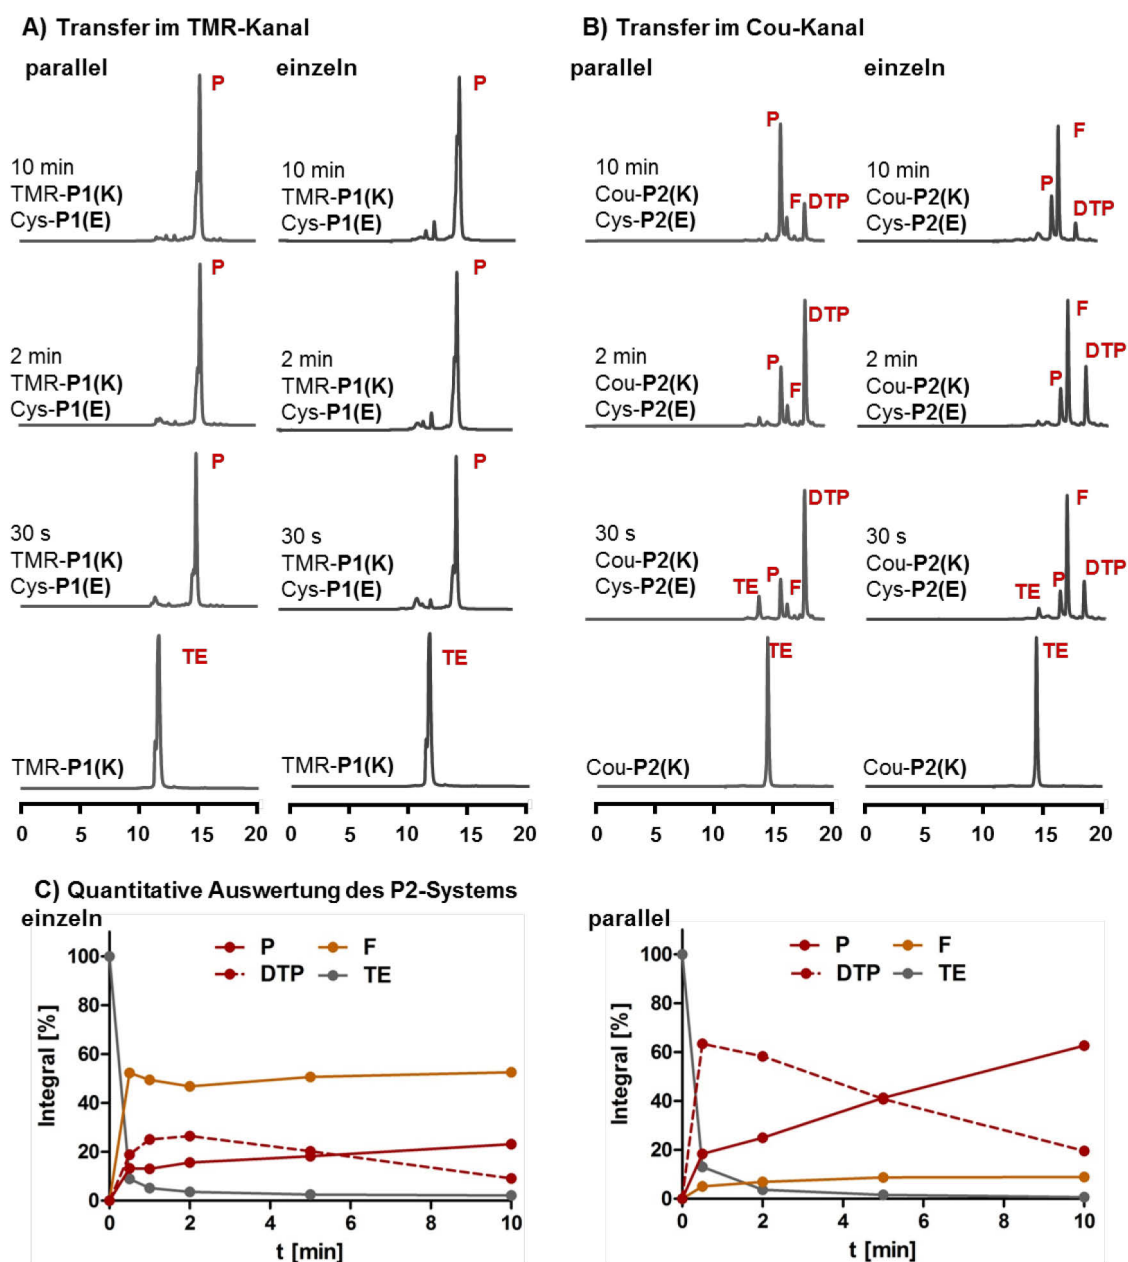 A) Transfer im TMR-Kanal
parallel
einzeln
P
10 min
TMR-P1(K)
Cys-P1(E)
P
10 min
TMR-P1(K)
Cys-P1(E)
P
2 min
TMR-P1(K)
Cys-P1(E)
P
2 min
TMR-P1(K)
Cys-P1(E)
P
30 s
TMR-P1(K)
Cys-P1(E)
P
30 s
TMR-P1(K)
Cys-P1(E)
TE
TMR-P1(K)
TE
TMR-P1(K)
0 5 10 15 20
0 5 10 15 20
B) Transfer im Cou-Kanal
parallel
einzeln
P
F DTP
10 min
Cou-P2(K)
Cys-P2(E)
F
P
DTP
10 min
Cou-P2(K)
Cys-P2(E)
DTP
P
F
2 min
Cou-P2(K)
Cys-P2(E)
F
DTP
P
2 min
Cou-P2(K)
Cys-P2(E)
DTP
TE P F
30 s
Cou-P2(K)
Cys-P2(E)
F
DTP
TE P
30 s
Cou-P2(K)
Cys-P2(E)
TE
Cou-P2(K)
TE
Cou-P2(K)
0 5 10 15 20
0 5 10 15 20
C) Quantitative Auswertung des P2-Systems
einzeln
P F
DTP TE
Integral [%]
100
80
60
40
20
0
0 2 4 6 8 10
t [min]
parallel
P F
DTP TE
Integral [%]
100
80
60
40
20
0
0 2 4 6 8 10
t [min]